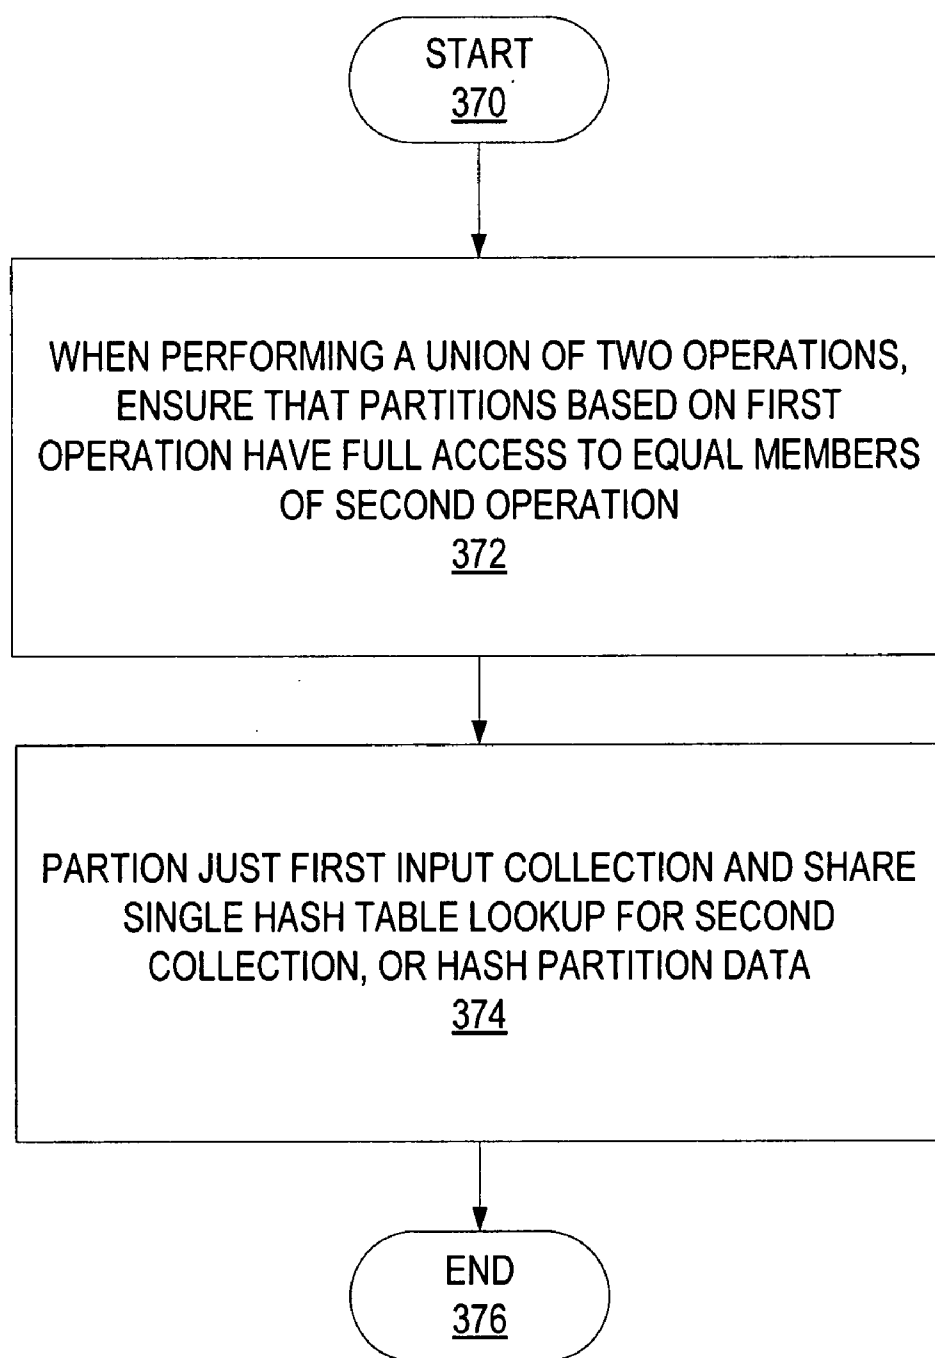 START
370
WHEN PERFORMING A UNION OF TWO OPERATIONS,
ENSURE THAT PARTITIONS BASED ON FIRST
OPERATION HAVE FULL ACCESS TO EQUAL MEMBERS
OF SECOND OPERATION
372
PARTION JUST FIRST INPUT COLLECTION AND SHARE
SINGLE HASH TABLE LOOKUP FOR SECOND
COLLECTION, OR HASH PARTITION DATA
374
END
376